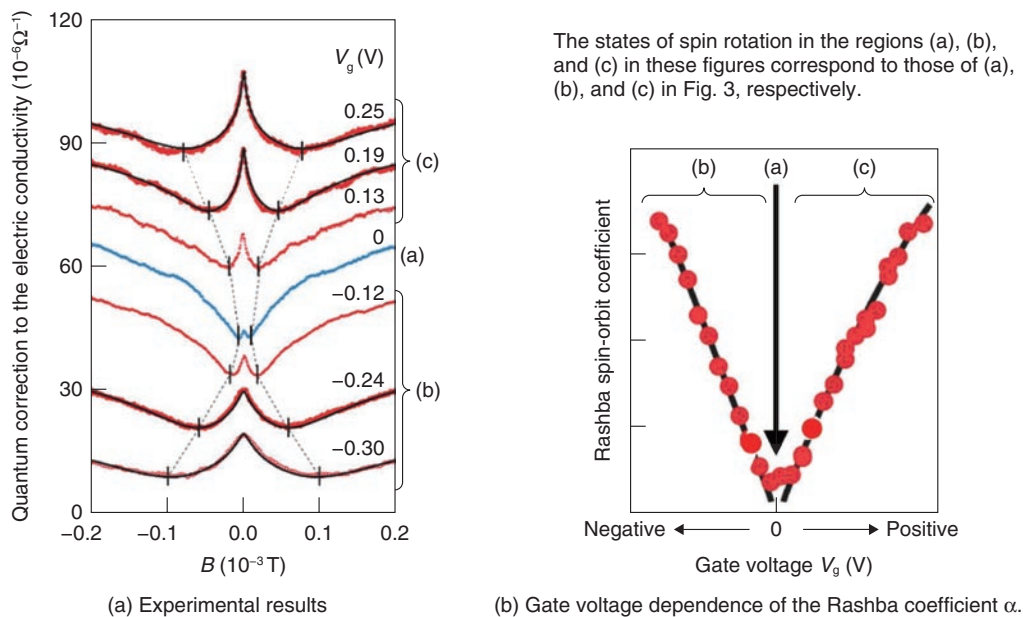 120
90
60
30
0
Quantum correction to the electric conductivity (10⁻⁶Ω⁻¹)
V_g (V)
0.25
0.19
0.13
0
−0.12
−0.24
−0.30
(c)
(a)
(b)
−0.2
−0.1
0.0
0.1
0.2
B (10⁻³ T)
(a) Experimental results
The states of spin rotation in the regions (a), (b),
and (c) in these figures correspond to those of (a),
(b), and (c) in Fig. 3, respectively.
(b)
(a)
(c)
Rashba spin-orbit coefficient
Negative
0
Positive
Gate voltage V_g (V)
(b) Gate voltage dependence of the Rashba coefficient α.